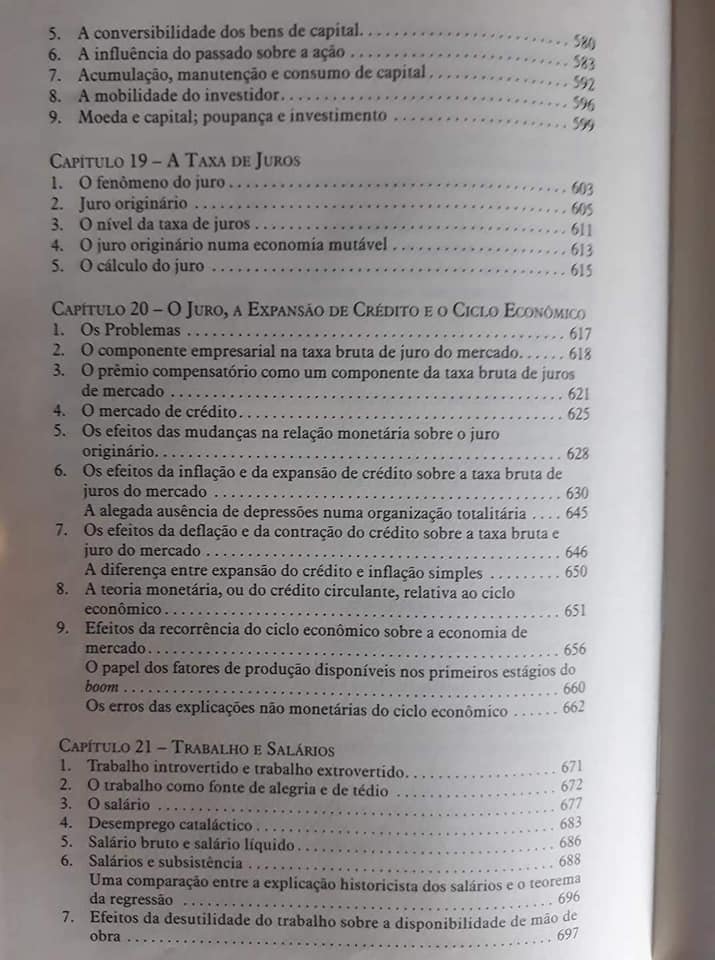 5. A conversibilidade dos bens de capital. 580
6. A influência do passado sobre a ação 583
7. Acumulação, manutenção e consumo de capital 592
8. A mobilidade do investidor. 596
9. Moeda e capital; poupança e investimento 599
CAPÍTULO 19 – A TAXA DE JUROS
1. O fenômeno do juro 603
2. Juro originário 605
3. O nível da taxa de juros 611
4. O juro originário numa economia mutável 613
5. O cálculo do juro 615
CAPÍTULO 20 – O JURO, A EXPANSÃO DE CRÉDITO E O CICLO ECONÔMICO
1. Os Problemas 617
2. O componente empresarial na taxa bruta de juro do mercado. 618
3. O prêmio compensatório como um componente da taxa bruta de juros
de mercado 621
4. O mercado de crédito. 625
5. Os efeitos das mudanças na relação monetária sobre o juro
originário. 628
6. Os efeitos da inflação e da expansão de crédito sobre a taxa bruta de
juros do mercado 630
A alegada ausência de depressões numa organização totalitária 645
7. Os efeitos da deflação e da contração do crédito sobre a taxa bruta e
juro do mercado 646
A diferença entre expansão do crédito e inflação simples 650
8. A teoria monetária, ou do crédito circulante, relativa ao ciclo
econômico 651
9. Efeitos da recorrência do ciclo econômico sobre a economia de
mercado. 656
O papel dos fatores de produção disponíveis nos primeiros estágios do
boom 660
Os erros das explicações não monetárias do ciclo econômico 662
CAPÍTULO 21 – TRABALHO E SALÁRIOS
1. Trabalho introvertido e trabalho extrovertido. 671
2. O trabalho como fonte de alegria e de tédio 672
3. O salário 677
4. Desemprego cataláctico 683
5. Salário bruto e salário líquido. 686
6. Salários e subsistência 688
Uma comparação entre a explicação historicista dos salários e o teorema
da regressão 696
7. Efeitos da desutilidade do trabalho sobre a disponibilidade de mão de
obra 697